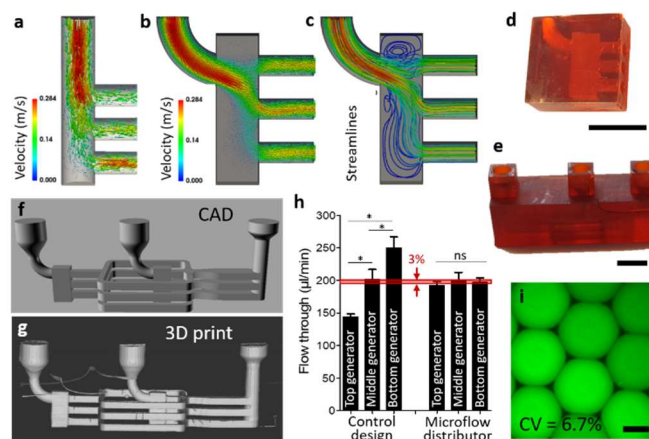 a
b
c
d
Velocity (m/s)
0.284
0.14
0.000
Velocity (m/s)
0.284
0.14
0.000
Streamlines
e
f
CAD
g
3D print
h
Flow through (µl/min)
300
250
200
150
100
50
0
*
*
*
3%
ns
Top generator
Middle generator
Bottom generator
Top generator
Middle generator
Bottom generator
Control
design
Microflow
distributor
i
CV = 6.7%